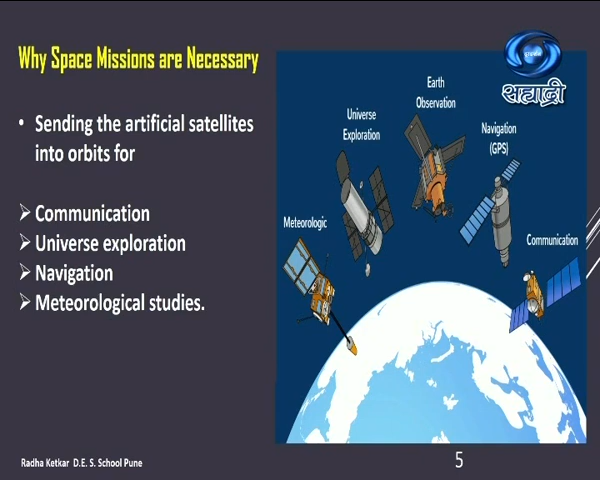 Why Space Missions are Necessary
• Sending the artificial satellites
into orbits for
➢ Communication
➢ Universe exploration
➢ Navigation
➢ Meteorological studies.
सह्याद्री
Earth
Observation
Universe
Exploration
Navigation
(GPS)
Meteorologic
Communication
Radha Ketkar D.E. S. School Pune
5